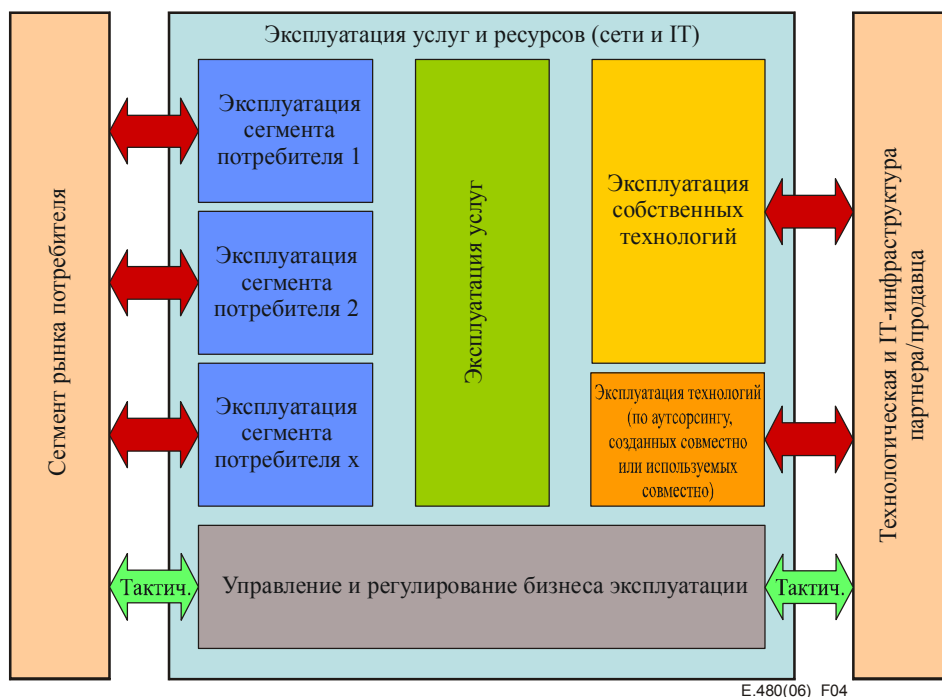 Эксплуатация услуг и ресурсов (сети и IT)
Сегмент рынка потребителя
Эксплуатация
сегмента
потребителя 1
Эксплуатация
сегмента
потребителя 2
Эксплуатация
сегмента
потребителя x
Эксплуатация услуг
Эксплуатация
собственных
технологий
Эксплуатация технологий
(по аутсорсингу,
созданных совместно
или используемых
совместно)
Технологическая и IT-инфраструктура
партнера/продавца
Тактич.
Управление и регулирование бизнеса эксплуатации
Тактич.
E.480(06)_F04